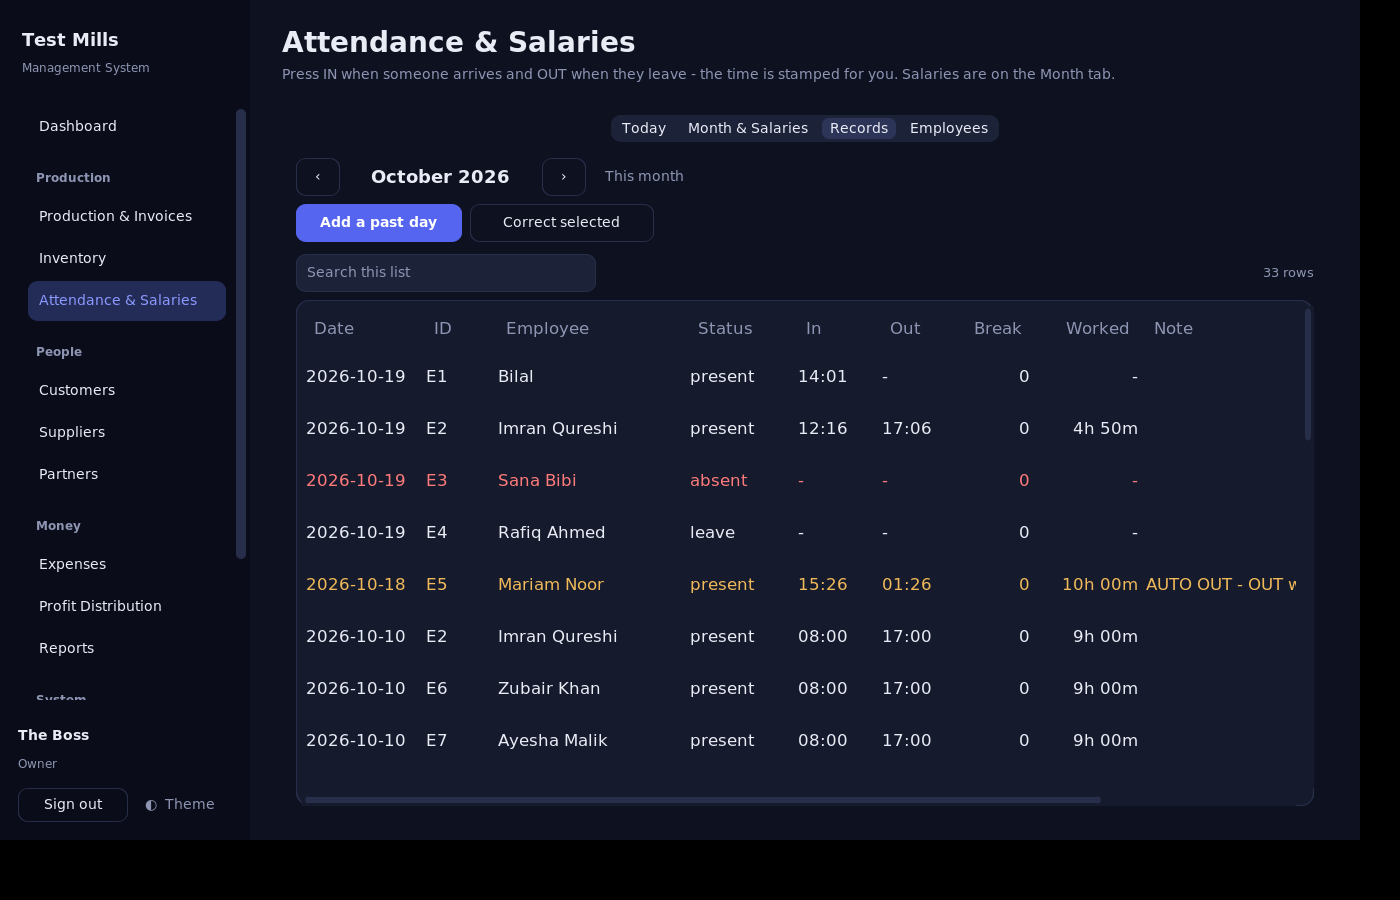 Test Mills
Management System
Dashboard
Production
Production & Invoices
Inventory
Attendance & Salaries
People
Customers
Suppliers
Partners
Money
Expenses
Profit Distribution
Reports
System
The Boss
Owner
Sign out
◐ Theme
Attendance & Salaries
Press IN when someone arrives and OUT when they leave - the time is stamped for you. Salaries are on the Month tab.
Today Month & Salaries Records Employees
‹ October 2026 › This month
Add a past day Correct selected
Search this list 33 rows
Date ID Employee Status In Out Break Worked Note
2026-10-19 E1 Bilal present 14:01 - 0 -
2026-10-19 E2 Imran Qureshi present 12:16 17:06 0 4h 50m
2026-10-19 E3 Sana Bibi absent - - 0 -
2026-10-19 E4 Rafiq Ahmed leave - - 0 -
2026-10-18 E5 Mariam Noor present 15:26 01:26 0 10h 00m AUTO OUT - OUT
2026-10-10 E2 Imran Qureshi present 08:00 17:00 0 9h 00m
2026-10-10 E6 Zubair Khan present 08:00 17:00 0 9h 00m
2026-10-10 E7 Ayesha Malik present 08:00 17:00 0 9h 00m